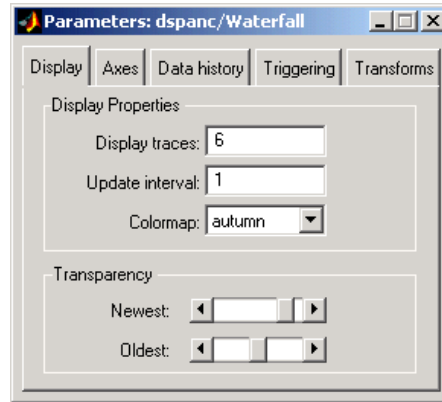 Parameters: dspanc/Waterfall
Display Axes Data history Triggering Transforms
Display Properties
Display traces: 6
Update interval: 1
Colormap: autumn
Transparency
Newest:
Oldest: